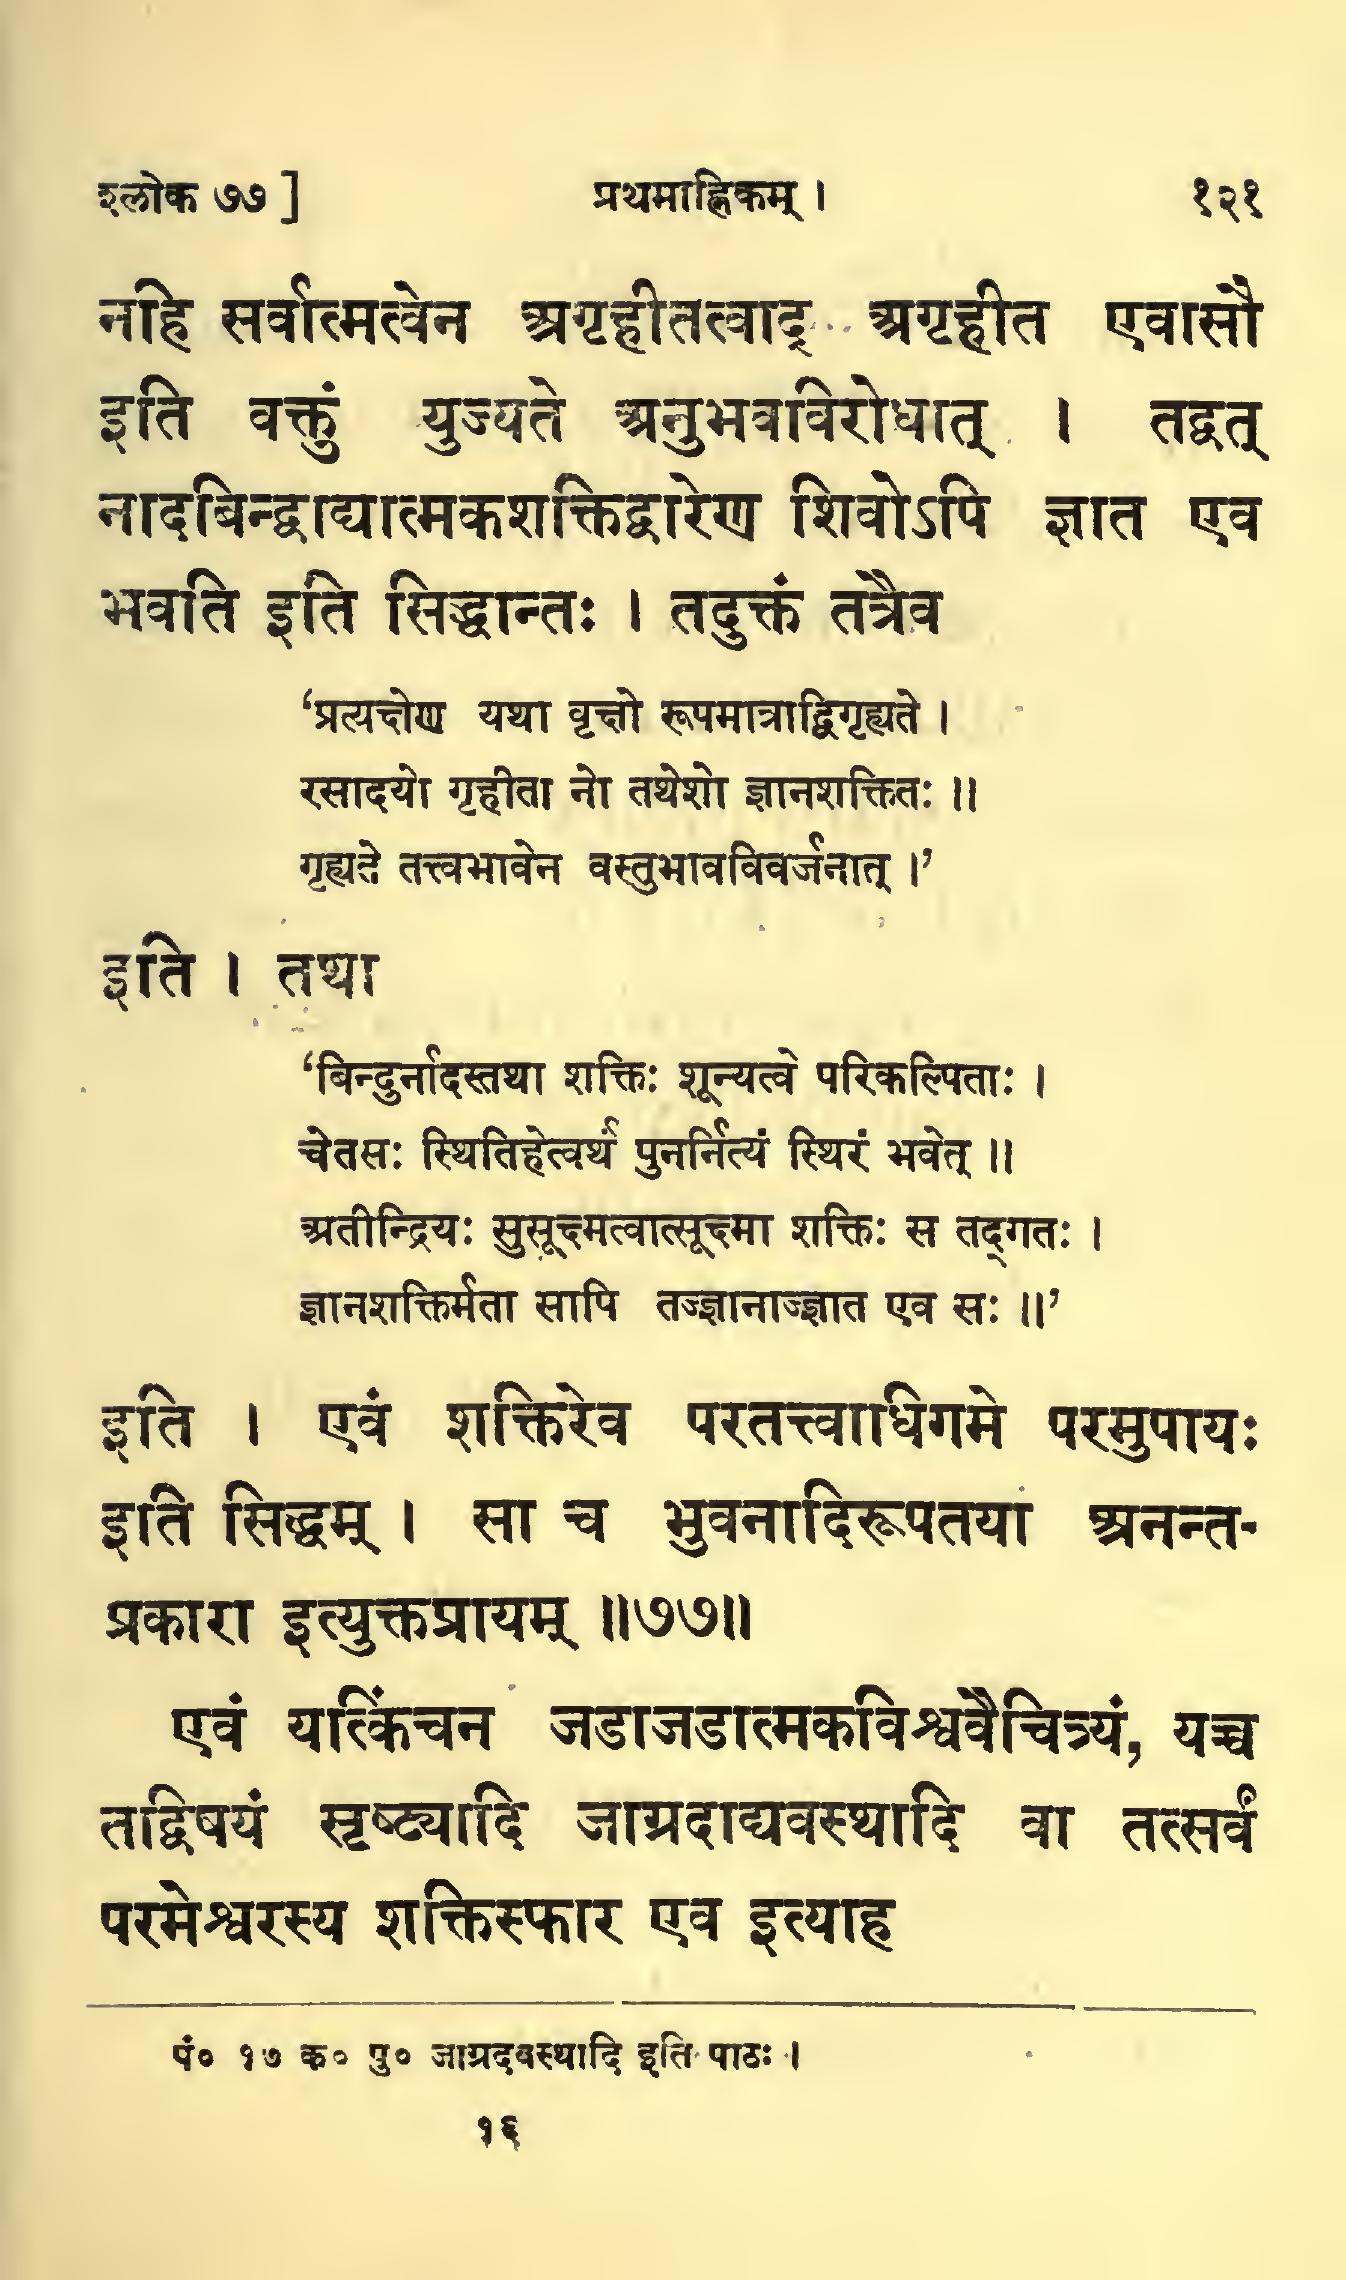 श्लोक ७७ ] प्रथमाह्निकम् । १२१
नहि सर्वात्मत्वेन अगृहीतत्वाद् अगृहीत एवासौ
इति वक्तुं युज्यते अनुभवविरोधात् । तद्वत्
नादबिन्द्वाद्यात्मकशक्तिद्वारेण शिवोऽपि ज्ञात एव
भवति इति सिद्धान्तः । तदुक्तं तत्रैव
‘प्रत्यक्षेण यथा वृक्षो रूपमात्राद्विगृह्यते ।
रसादयो गृहीता नो तथेशो ज्ञानशक्तितः ॥
गृह्यते तत्त्वभावेन वस्तुभावविवर्जनात् ।’
इति । तथा
‘बिन्दुर्नादस्तथा शक्तिः शून्यत्वे परिकल्पिताः ।
चेतसः स्थितिहेत्वर्थं पुनर्नित्यं स्थिरं भवेत् ॥
अतीन्द्रियः सुसूक्ष्मत्वात्सूक्ष्मा शक्तिः स तद्गतः ।
ज्ञानशक्तिर्मता सापि तज्ज्ञानाज्ज्ञात एव सः ॥’
इति । एवं शक्तिरेव परतत्त्वाधिगमे परमुपायः
इति सिद्धम् । सा च भुवनादिरूपतया अनन्त-
प्रकारा इत्युक्तप्रायम् ॥७७॥
एवं यत्किंचन जडाजडात्मकविश्ववैचित्र्यं, यच्च
तद्विषयं सृष्ट्यादि जाग्रदाद्यवस्थादि वा तत्सर्वं
परमेश्वरस्य शक्तिस्फार एव इत्याह
पं० १७ क० पु० जाग्रदवस्थादि इति पाठः ।
१६